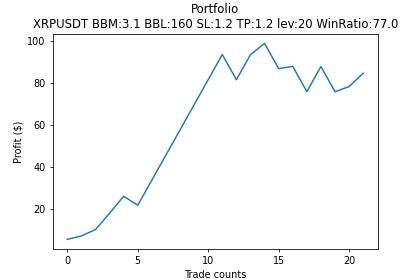 Portfolio
XRPUSDT BBM:3.1 BBL:160 SL:1.2 TP:1.2 lev:20 WinRatio:77.0
100
80
60
40
20
Profit ($)
0 5 10 15 20
Trade counts